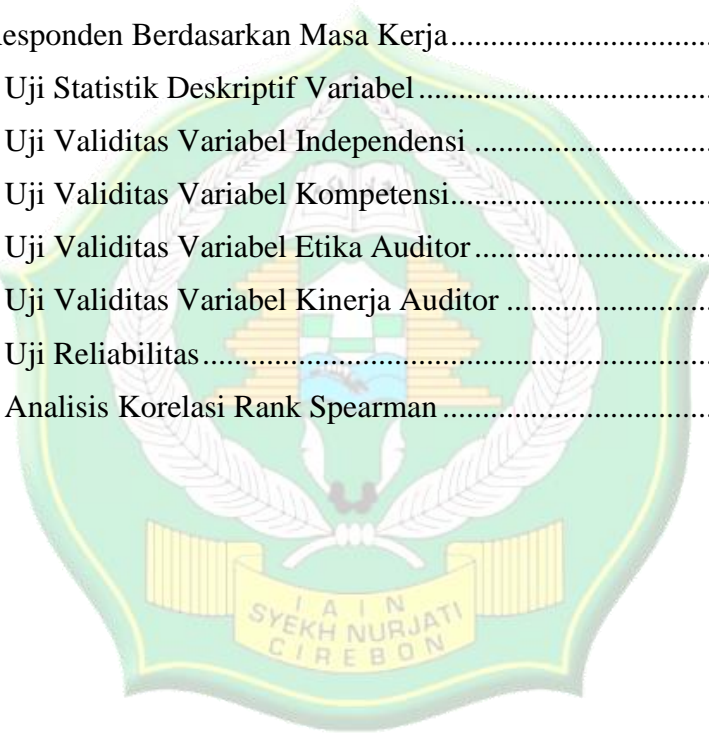 esponden Berdasarkan Masa Kerja
Uji Statistik Deskriptif Variabel
Uji Validitas Variabel Independensi
Uji Validitas Variabel Kompetensi
Uji Validitas Variabel Etika Auditor
Uji Validitas Variabel Kinerja Auditor
Uji Reliabilitas
Analisis Korelasi Rank Spearman
IAIN
SYEKH NURJATI
CIREBON